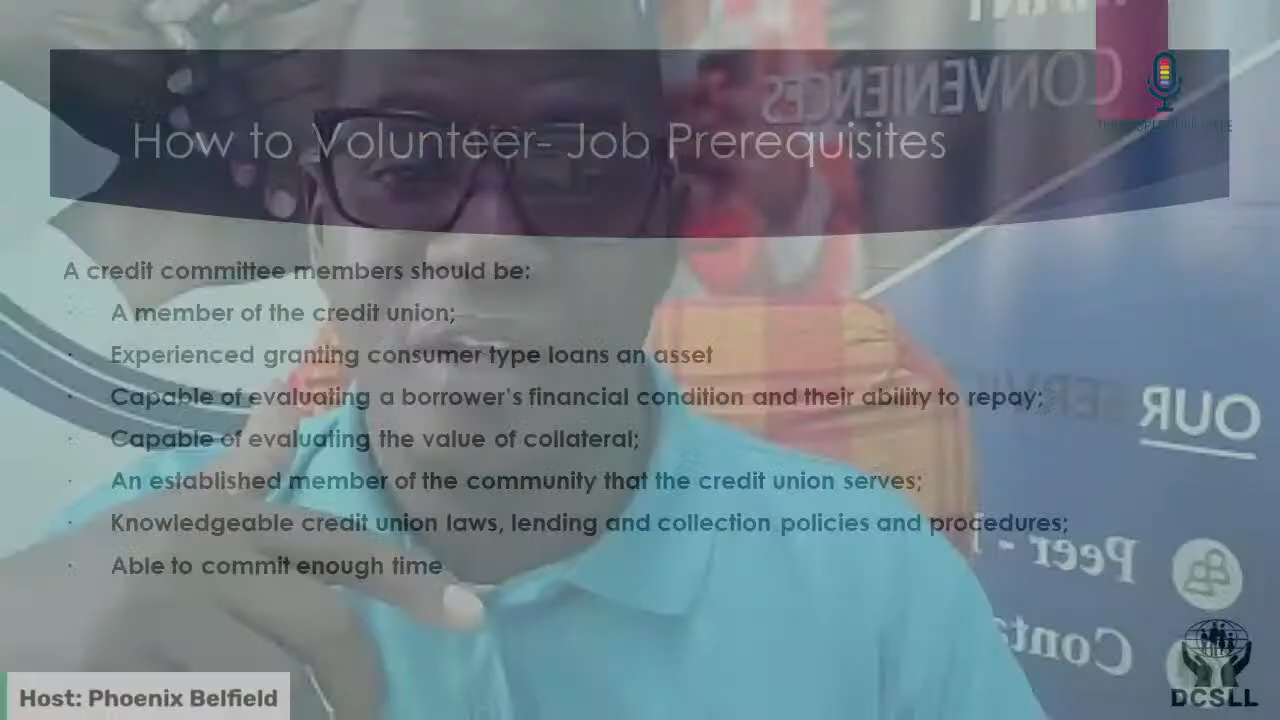 CONVENIENCES
How to Volunteer- Job Prerequisites
A credit committee members should be:
· A member of the credit union;
· Experienced granting consumer type loans an asset
· Capable of evaluating a borrower's financial condition and their ability to repay;
· Capable of evaluating the value of collateral;
OUR
· An established member of the community that the credit union serves;
· Knowledgeable credit union laws, lending and collection policies and procedures;
Peer -
· Able to commit enough time
Host: Phoenix Belfield
DCSLL